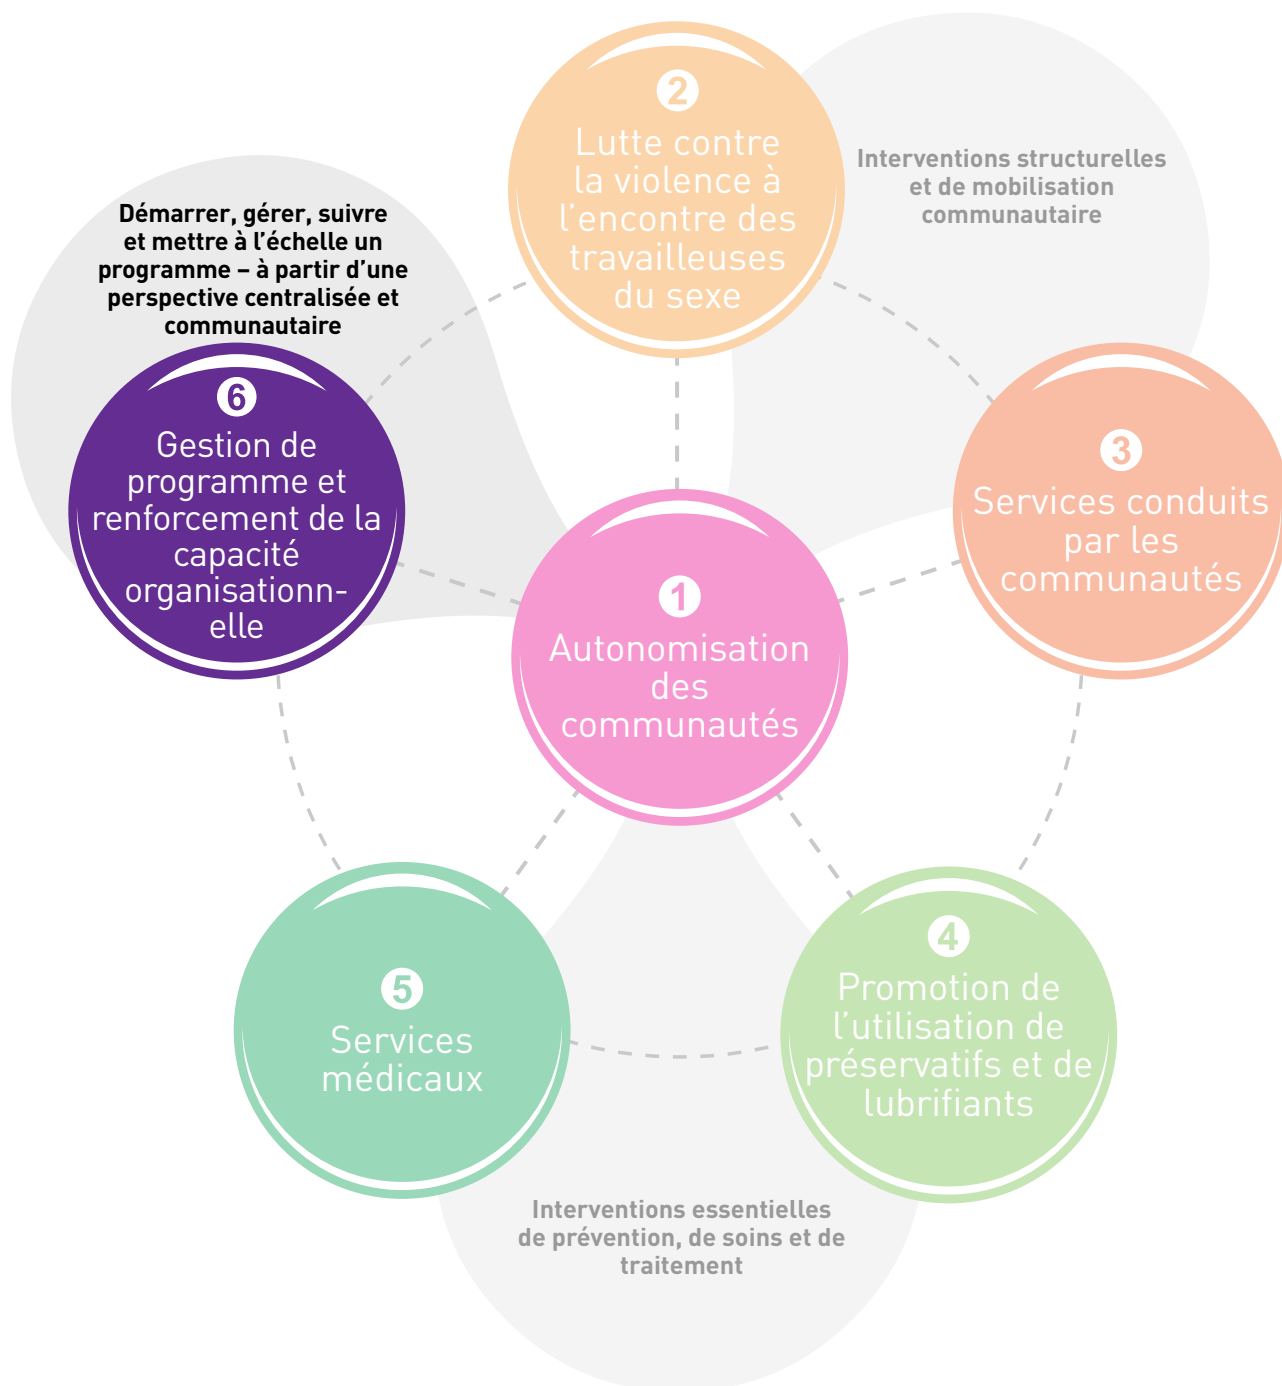 2
Lutte contre
la violence à
l’encontre des
travailleuses
du sexe
Interventions structurelles
et de mobilisation
communautaire
Démarrer, gérer, suivre
et mettre à l’échelle un
programme – à partir d’une
perspective centralisée et
communautaire
6
Gestion de
programme et
renforcement de la
capacité
organisationn-
elle
3
Services conduits
par les
communautés
1
Autonomisation
des
communautés
5
Services
médicaux
4
Promotion de
l’utilisation de
préservatifs et de
lubrifiants
Interventions essentielles
de prévention, de soins et de
traitement